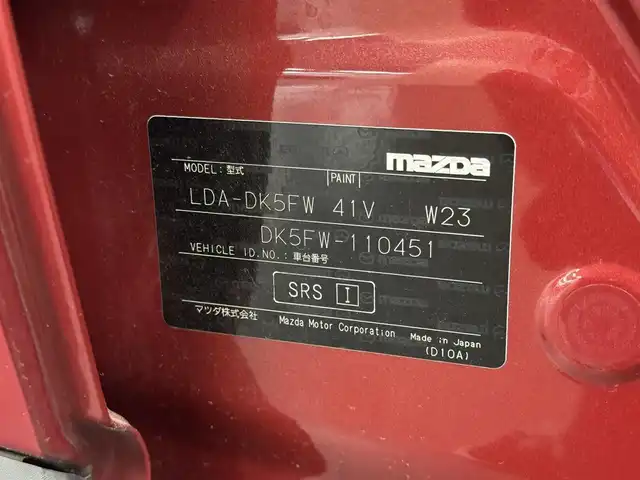 mazda
MODEL:型式 PAINT
LDA-DK5FW 41V W23
DK5FW-110451
VEHICLE ID.NO.:車台番号
SRS I
マツダ株式会社 Mazda Motor Corporation Made in Japan
(D10A)